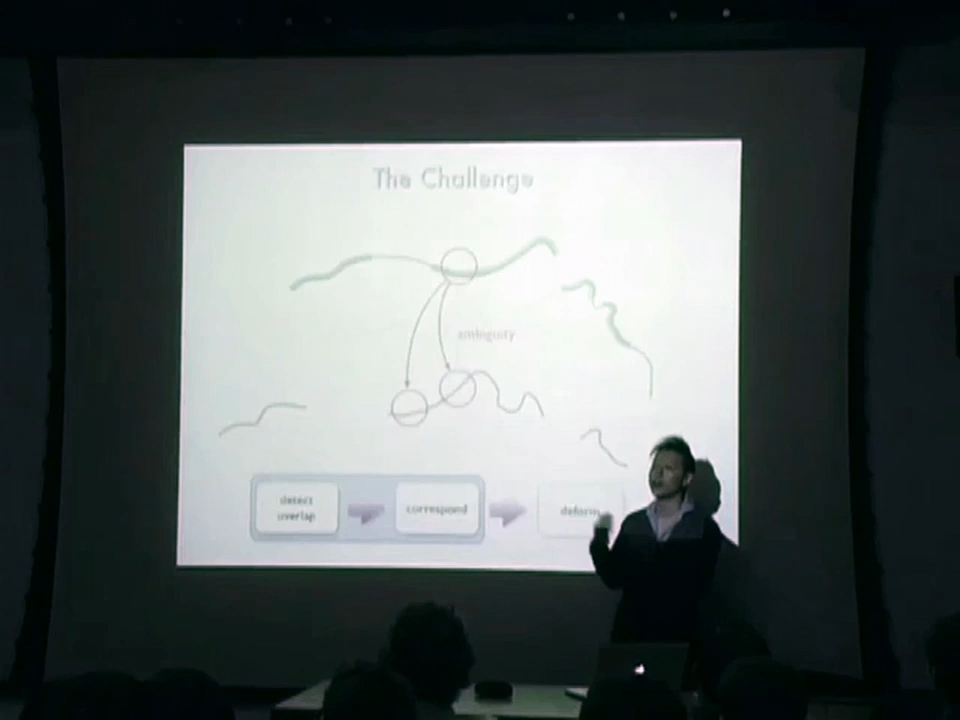 The Challenge
ambiguity
detect
overlap
correspond
deform